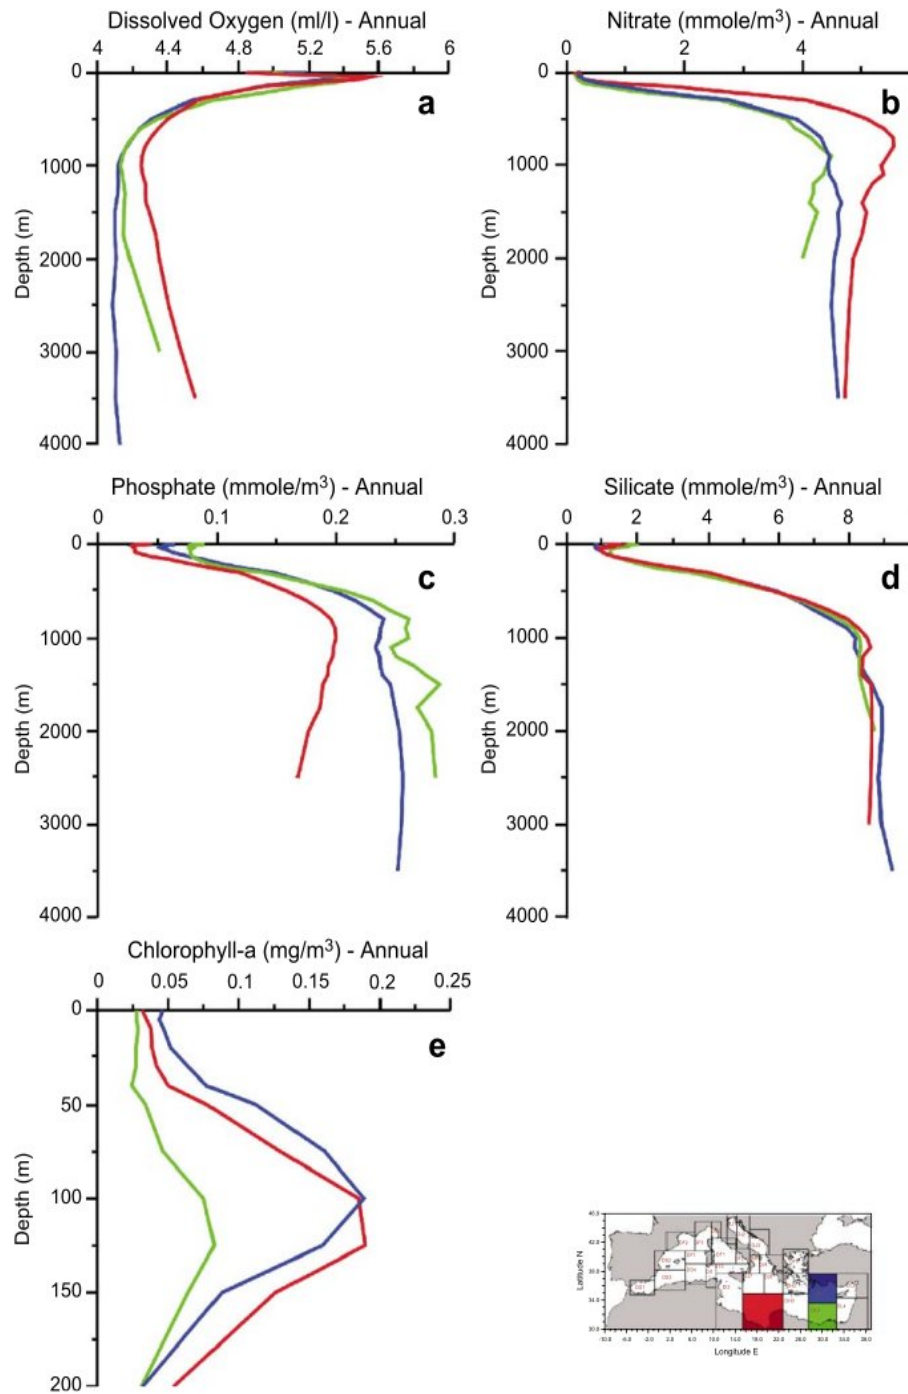 Dissolved Oxygen (ml/l) - Annual
4 4.4 4.8 5.2 5.6 6
0
1000
2000
3000
4000
Depth (m)
a
Nitrate (mmole/m³) - Annual
0 2 4
0
1000
2000
3000
4000
Depth (m)
b
Phosphate (mmole/m³) - Annual
0 0.1 0.2 0.3
0
1000
2000
3000
4000
Depth (m)
c
Silicate (mmole/m³) - Annual
0 2 4 6 8
0
1000
2000
3000
4000
Depth (m)
d
Chlorophyll-a (mg/m³) - Annual
0 0.05 0.1 0.15 0.2 0.25
0
50
100
150
200
Depth (m)
e
Latitude N
Longitude E